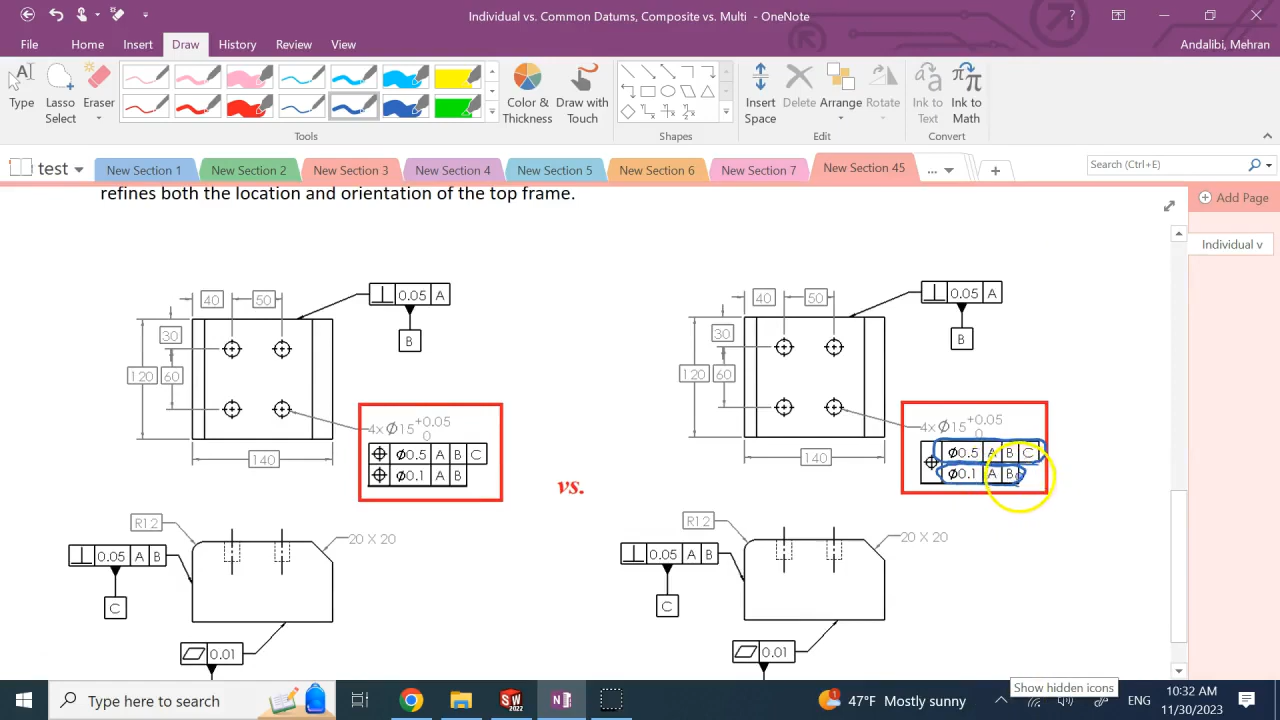 Individual vs. Common Datums, Composite vs. Multi - OneNote
?
File Home Insert Draw History Review View
Andalibi, Mehran
Type
Lasso Select
Eraser
Color & Thickness
Draw with Touch
Insert Space
Delete
Arrange
Rotate
Ink to Text
Ink to Math
Tools
Shapes
Edit
Convert
test
New Section 1
New Section 2
New Section 3
New Section 4
New Section 5
New Section 6
New Section 7
New Section 45
...
Search (Ctrl+E)
Add Page
Individual v
refines both the location and orientation of the top frame.
40 50
⟂ 0.05 A
B
30
120 60
4x Ø15 +0.05 0
⌖ Ø0.5 A B C
⌖ Ø0.1 A B
140
R12
20 X 20
⟂ 0.05 A B
C
⏥ 0.01
vs.
40 50
⟂ 0.05 A
B
30
120 60
4x Ø15 +0.05 0
⌖ Ø0.5 A B C
Ø0.1 A B
140
R12
20 X 20
⟂ 0.05 A B
C
⏥ 0.01
Show hidden icons
Type here to search
SW 2022
N
1
47°F Mostly sunny
ENG
10:32 AM
11/30/2023